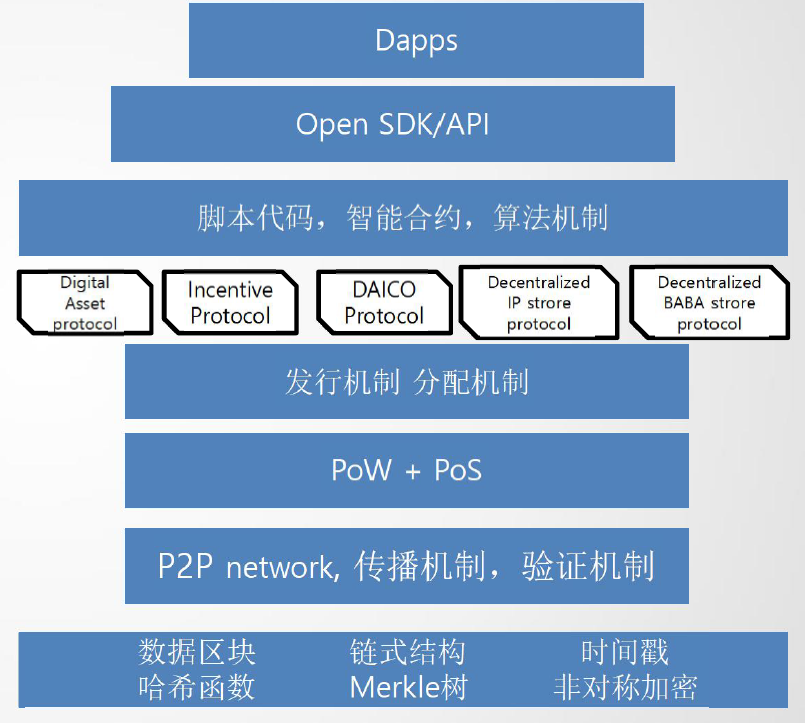 Dapps
Open SDK/API
脚本代码，智能合约，算法机制
Digital
Asset
protocol
Incentive
Protocol
DAICO
Protocol
Decentralized
IP strore
protocol
Decentralized
BABA strore
protocol
发行机制 分配机制
PoW + PoS
P2P network, 传播机制，验证机制
数据区块 链式结构 时间戳
哈希函数 Merkle树 非对称加密